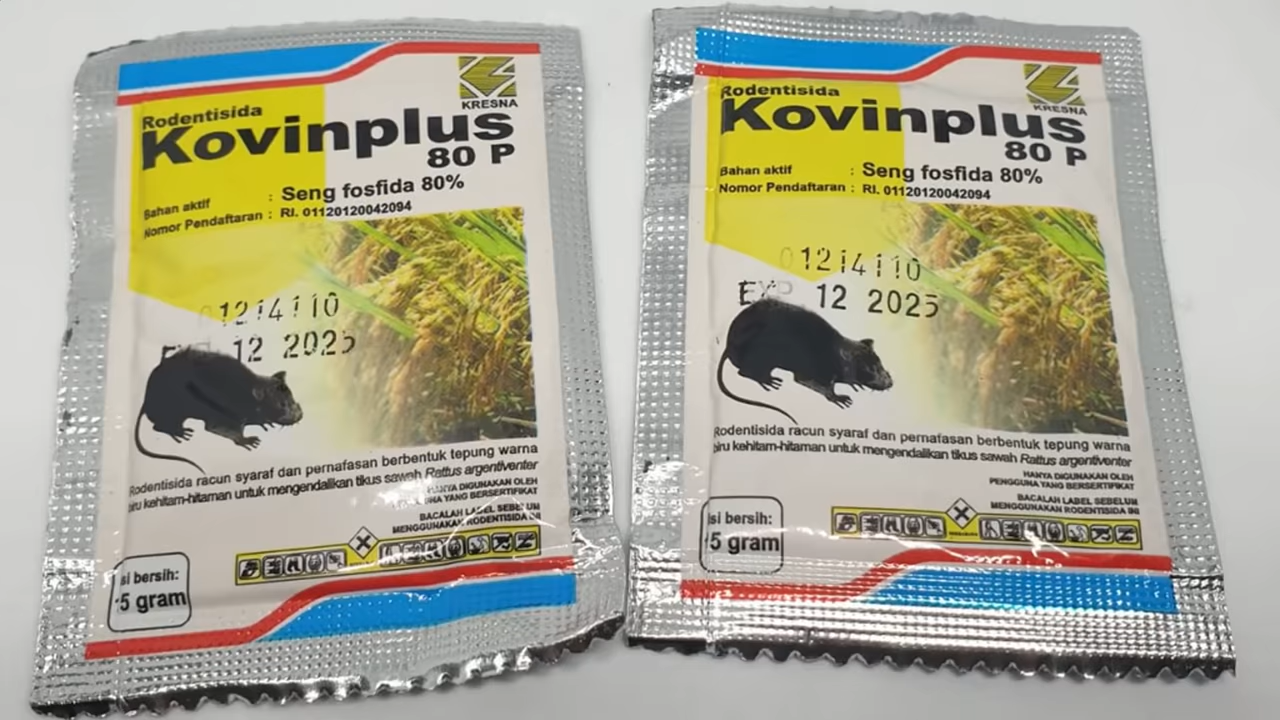 Rodentisida
Kovinplus
80 P
KRESNA
Bahan aktif : Seng fosfida 80%
Nomor Pendaftaran : RI. 01120120042094
01214110
12 2025
Rodentisida racun syaraf dan pernafasan berbentuk tepung warna
biru kehitam-hitaman untuk mengendalikan tikus sawah Rattus argentiventer
HANYA DIGUNAKAN OLEH
YANG BERSERTIFIKAT
BACALAH LABEL SEBELUM
MENGGUNAKAN RODENTISIDA INI
si bersih:
5 gram
Rodentisida
Kovinplus
80 P
KRESNA
Bahan aktif : Seng fosfida 80%
Nomor Pendaftaran : RI. 01120120042094
01214110
EXP. 12 2025
Rodentisida racun syaraf dan pernafasan berbentuk tepung warna
biru kehitam-hitaman untuk mengendalikan tikus sawah Rattus argentiventer
HANYA DIGUNAKAN OLEH
PENGGUNA YANG BERSERTIFIKAT
BACALAH LABEL SEBELUM
MENGGUNAKAN RODENTISIDA INI
isi bersih:
5 gram